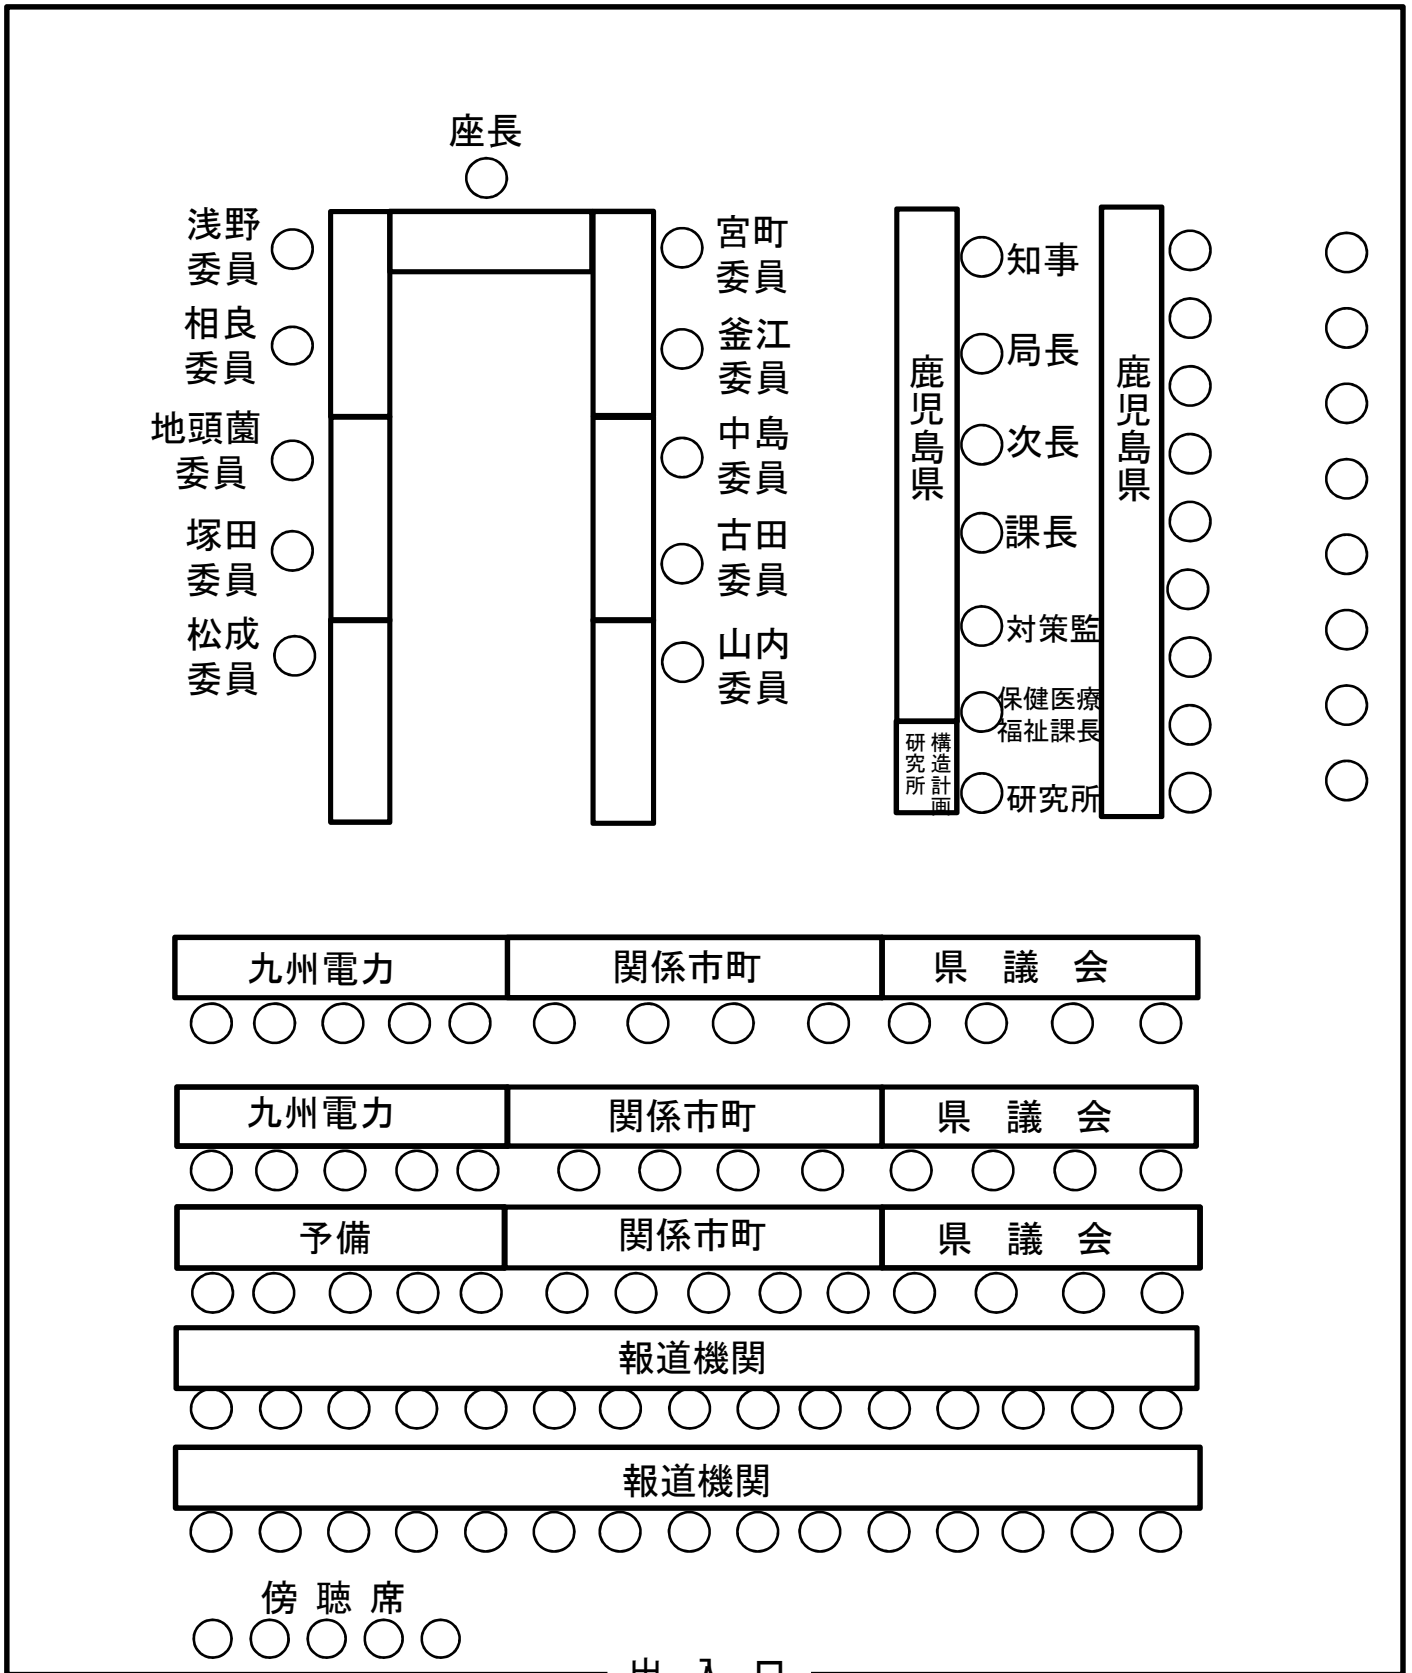 座長
浅野
委員
相良
委員
地頭薗
委員
塚田
委員
松成
委員
宮町
委員
釜江
委員
中島
委員
古田
委員
山内
委員
鹿児島県
構造計画
研究所
知事
局長
次長
課長
対策監
保健医療
福祉課長
研究所
鹿児島県
九州電力
関係市町
県 議 会
九州電力
関係市町
県 議 会
予備
関係市町
県 議 会
報道機関
報道機関
傍 聴 席
出 入 口